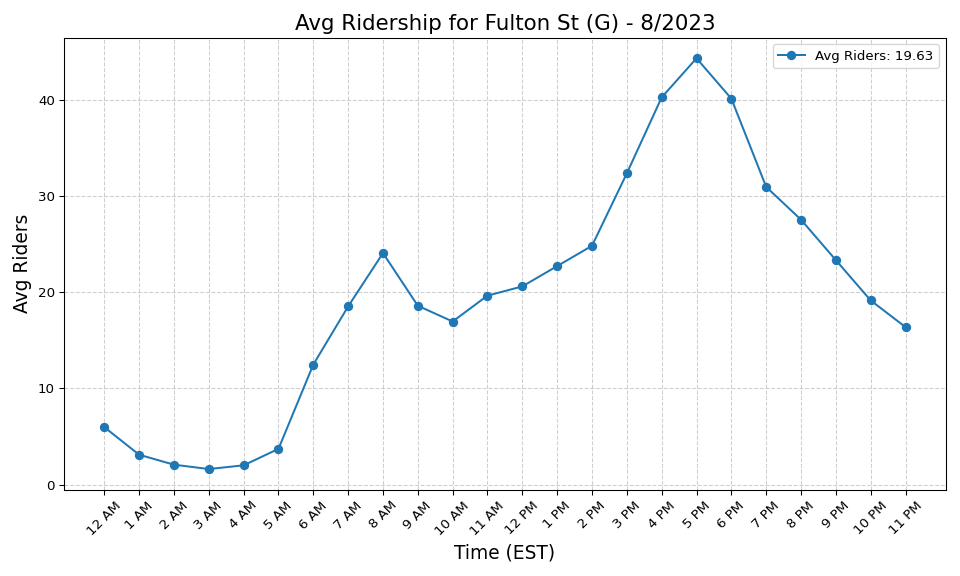 Avg Ridership for Fulton St (G) - 8/2023
Avg Riders: 19.63
Avg Riders
40
30
20
10
0
12 AM
1 AM
2 AM
3 AM
4 AM
5 AM
6 AM
7 AM
8 AM
9 AM
10 AM
11 AM
12 PM
1 PM
2 PM
3 PM
4 PM
5 PM
6 PM
7 PM
8 PM
9 PM
10 PM
11 PM
Time (EST)